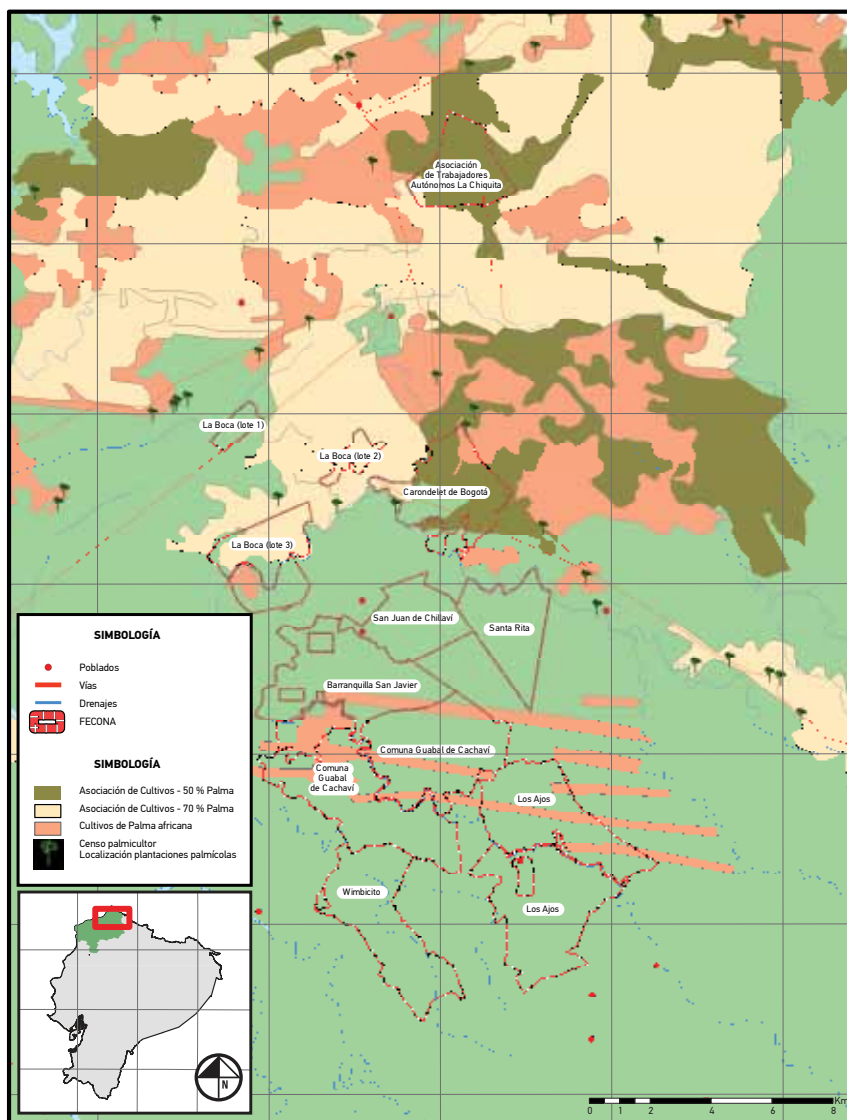 Asociación
de Trabajadores
Autónomos La Chiquita
La Boca (lote 1)
La Boca (lote 2)
Carondelet de Bogotá
La Boca (lote 3)
San Juan de Chillaví
Santa Rita
Barranquilla San Javier
Comuna Guabal de Cachaví
Comuna
Guabal
de Cachaví
Los Ajos
Wimbicito
Los Ajos
SIMBOLOGÍA
Poblados
Vías
Drenajes
FECONA
SIMBOLOGÍA
Asociación de Cultivos - 50 % Palma
Asociación de Cultivos - 70 % Palma
Cultivos de Palma africana
Censo palmicultor
Localización plantaciones palmícolas
N
Km
0 1 2 4 6 8